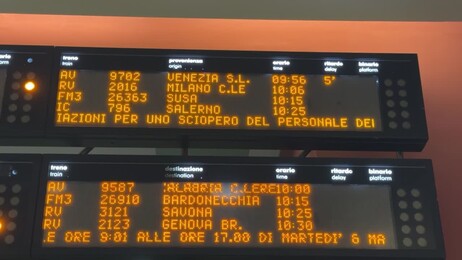 treno provenienza orario ritardo binario
train origin time delay platform
AV 9702 VENEZIA S.L. 09:56 5'
RV 2016 MILANO C.LE 10:06
FM3 26363 SUSA 10:15
IC 796 SALERNO 10:25
IAZIONI PER UNO SCIOPERO DEL PERSONALE DEI
treno destinazione orario ritardo binario
train destination time delay platform
AV 9587 10:00
FM3 26910 BARDONECCHIA 10:15
RV 3121 SAVONA 10:25
RV 2123 GENOVA BR. 10:30
LE ORE 9:01 ALLE ORE 17.00 DI MARTEDI' 6 MA